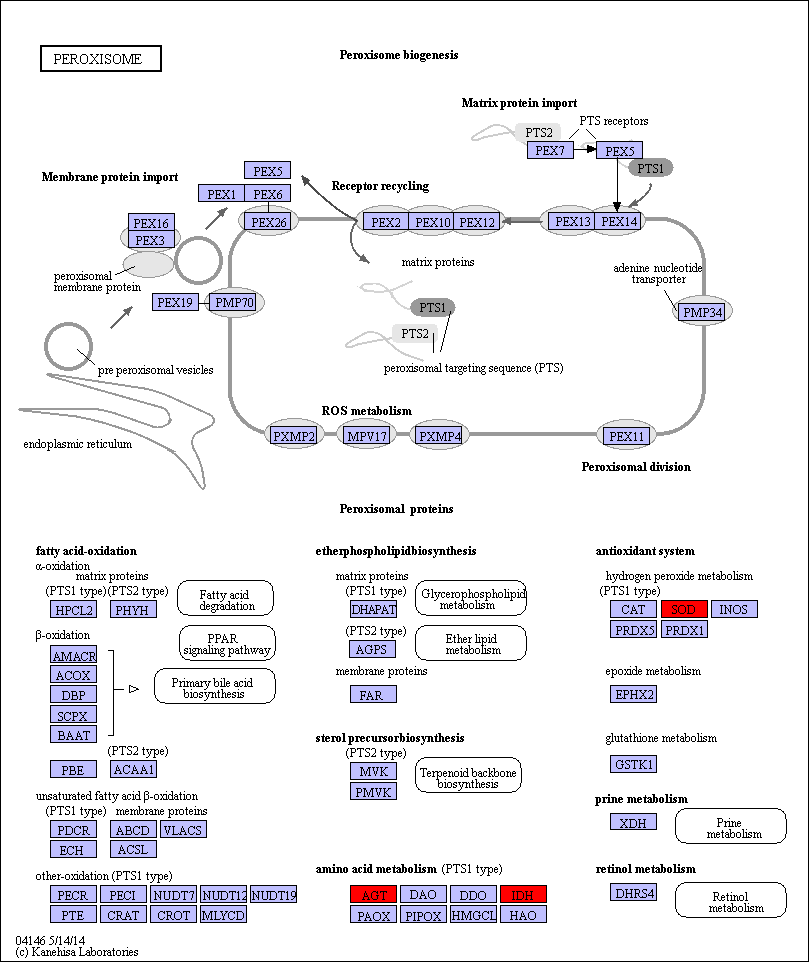 PEROXISOME
Peroxisome biogenesis
Matrix protein import
PTS2
PTS receptors
PEX7
PEX5
PTS1
Membrane protein import
PEX5
Receptor recycling
PEX1
PEX6
PEX16
PEX3
PEX26
PEX2
PEX10
PEX12
PEX13
PEX14
peroxisomal
membrane protein
matrix proteins
adenine nucleotide
transporter
PEX19
PMP70
PTS1
PMP34
PTS2
pre peroxisomal vesicles
peroxisomal targeting sequence (PTS)
ROS metabolism
endoplasmic reticulum
PXMP2
MPV17
PXMP4
PEX11
Peroxisomal division
Peroxisomal proteins
fatty acid-oxidation
α-oxidation
matrix proteins
(PTS1 type)
(PTS2 type)
HPCL2
PHYH
Fatty acid
degradation
β-oxidation
PPAR
signaling pathway
AMACR
ACOX
DBP
SCPX
BAAT
Primary bile acid
biosynthesis
(PTS2 type)
PBE
ACAA1
unsaturated fatty acid β-oxidation
(PTS1 type)
membrane proteins
PDCR
ABCD
VLACS
ECH
ACSL
other-oxidation (PTS1 type)
PECR
PECI
NUDT7
NUDT12
NUDT19
PTE
CRAT
CROT
MLYCD
etherphospholipidbiosynthesis
matrix proteins
(PTS1 type)
DHAPAT
Glycerophospholipid
metabolism
(PTS2 type)
AGPS
Ether lipid
metabolism
membrane proteins
FAR
sterol precursorbiosynthesis
(PTS2 type)
MVK
PMVK
Terpenoid backbone
biosynthesis
amino acid metabolism (PTS1 type)
AGT
DAO
DDO
IDH
PAOX
PIPOX
HMGCL
HAO
antioxidant system
hydrogen peroxide metabolism
(PTS1 type)
CAT
SOD
INOS
PRDX5
PRDX1
epoxide metabolism
EPHX2
glutathione metabolism
GSTK1
prine metabolism
XDH
Prine
metabolism
retinol metabolism
DHRS4
Retinol
metabolism
04146 5/14/14
(c) Kanehisa Laboratories